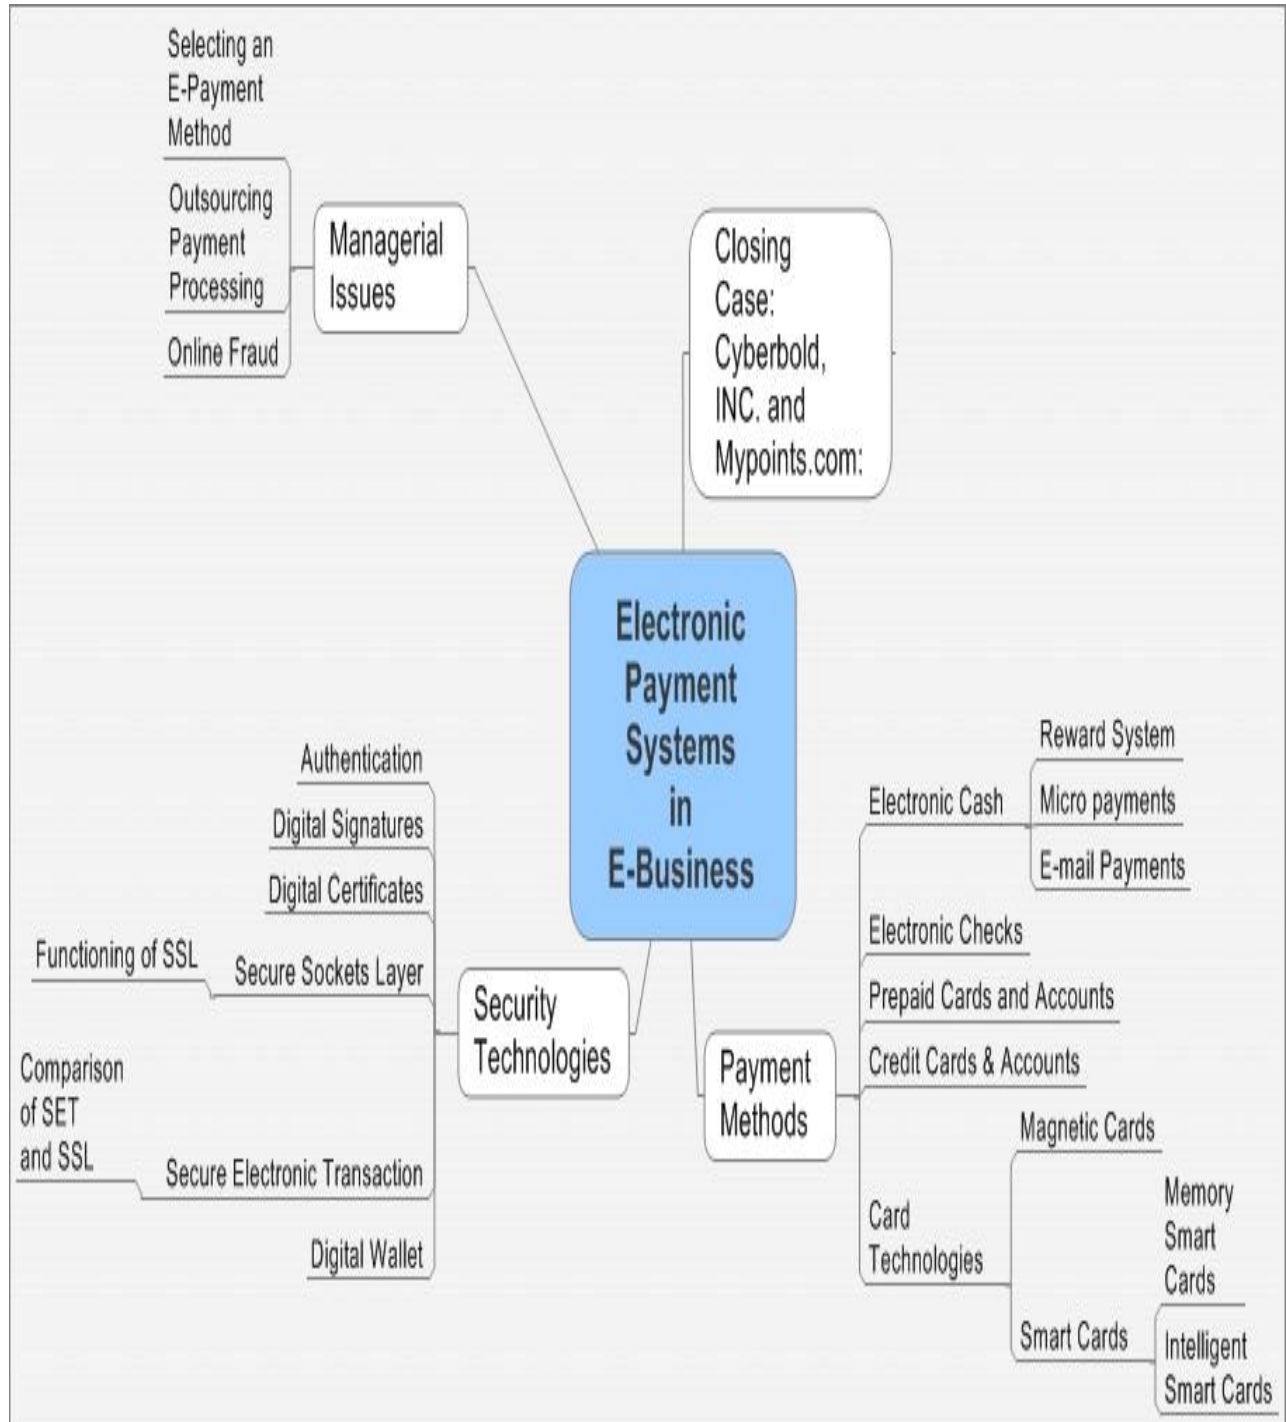 Selecting an
E-Payment
Method
Outsourcing
Payment
Processing
Online Fraud
Managerial
Issues
Closing
Case:
Cyberbold,
INC. and
Mypoints.com:
Electronic
Payment
Systems
in
E-Business
Authentication
Digital Signatures
Digital Certificates
Functioning of SSL
Secure Sockets Layer
Comparison
of SET
and SSL
Secure Electronic Transaction
Digital Wallet
Security
Technologies
Payment
Methods
Electronic Cash
Reward System
Micro payments
E-mail Payments
Electronic Checks
Prepaid Cards and Accounts
Credit Cards & Accounts
Card
Technologies
Magnetic Cards
Smart Cards
Memory
Smart
Cards
Intelligent
Smart Cards